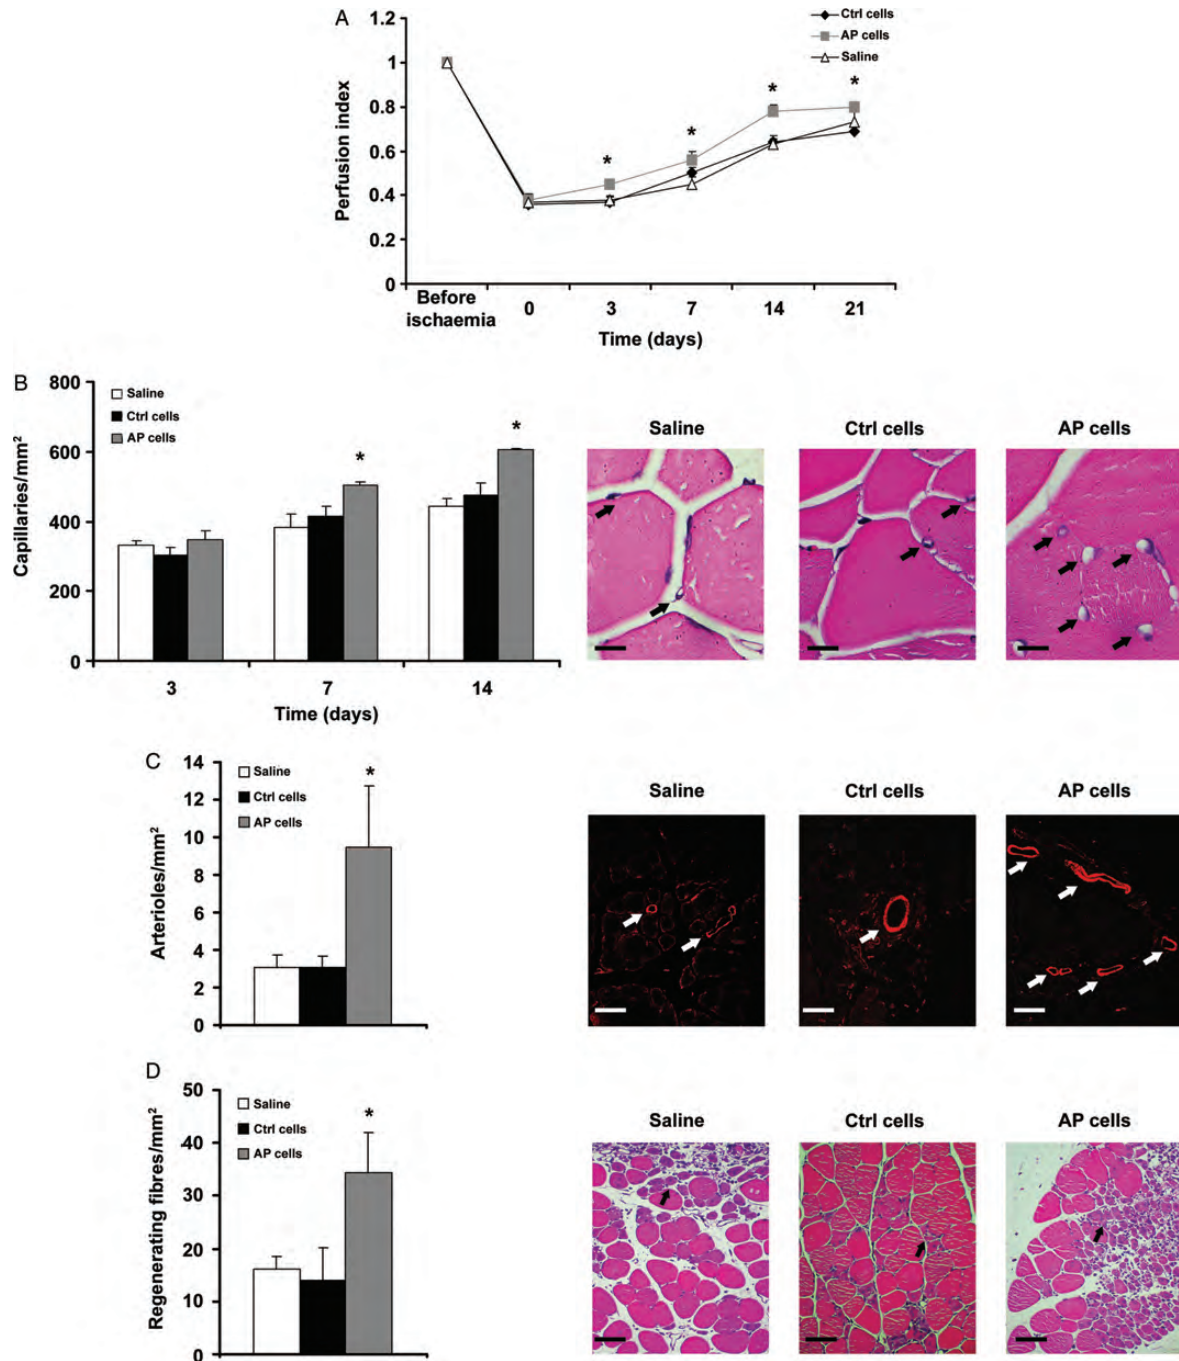 A
1.2
1
0.8
0.6
0.4
0.2
0
Perfusion index
Ctrl cells
AP cells
Saline
*
*
*
*
Before
ischaemia
0
3
7
14
21
Time (days)
B
800
600
400
200
0
Capillaries/mm²
Saline
Ctrl cells
AP cells
*
*
3
7
14
Time (days)
Saline
Ctrl cells
AP cells
C
14
12
10
8
6
4
2
0
Arterioles/mm²
Saline
Ctrl cells
AP cells
*
Saline
Ctrl cells
AP cells
D
50
40
30
20
10
0
Regenerating fibres/mm²
Saline
Ctrl cells
AP cells
*
Saline
Ctrl cells
AP cells